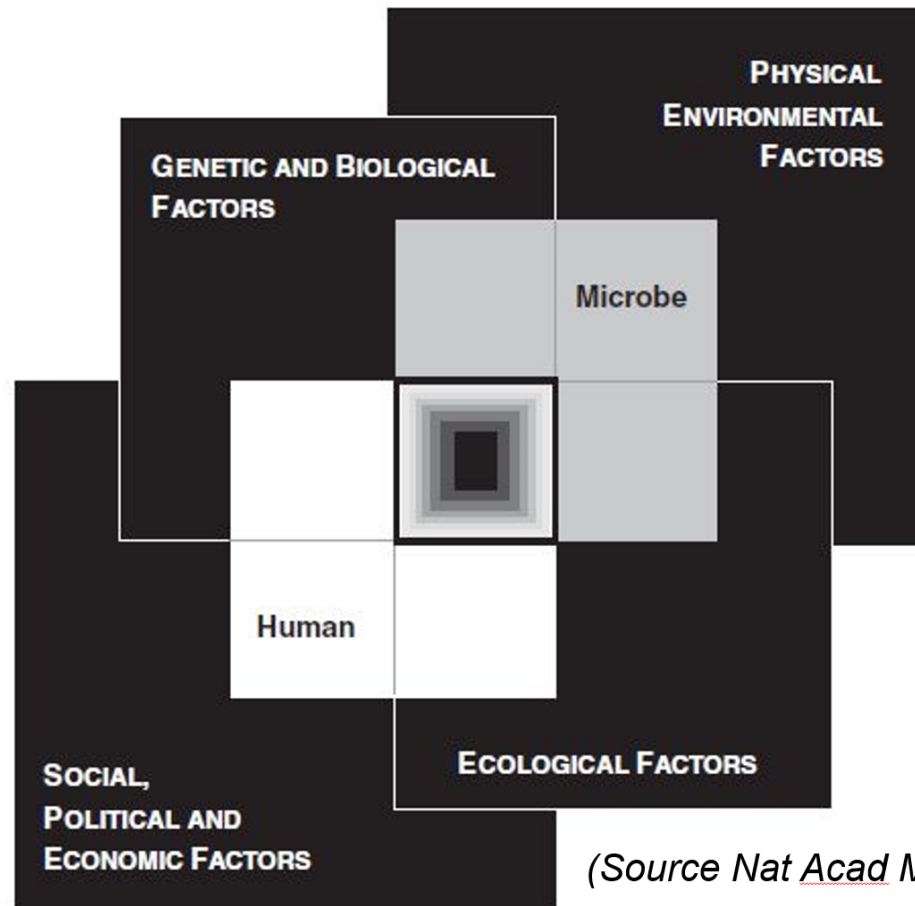 PHYSICAL
ENVIRONMENTAL
FACTORS
GENETIC AND BIOLOGICAL
FACTORS
Microbe
Human
ECOLOGICAL FACTORS
SOCIAL,
POLITICAL AND
ECONOMIC FACTORS
(Source Nat Acad M